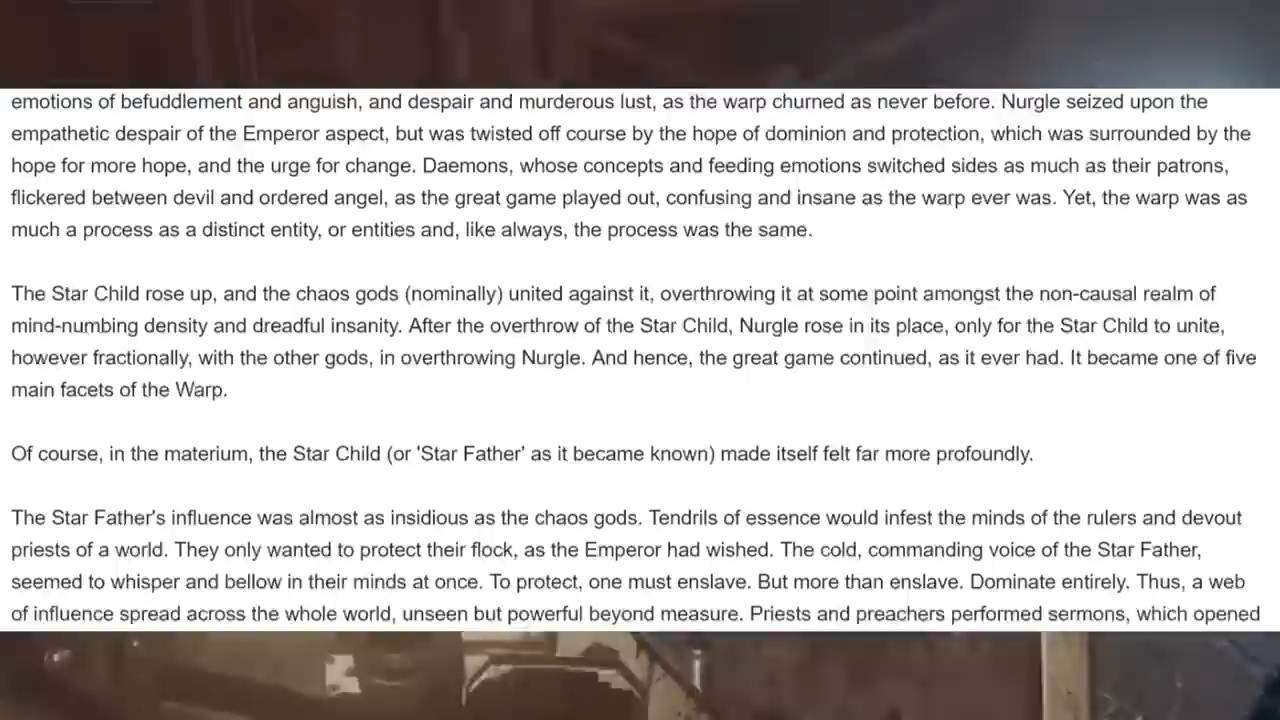 emotions of befuddlement and anguish, and despair and murderous lust, as the warp churned as never before. Nurgle seized upon the
empathetic despair of the Emperor aspect, but was twisted off course by the hope of dominion and protection, which was surrounded by the
hope for more hope, and the urge for change. Daemons, whose concepts and feeding emotions switched sides as much as their patrons,
flickered between devil and ordered angel, as the great game played out, confusing and insane as the warp ever was. Yet, the warp was as
much a process as a distinct entity, or entities and, like always, the process was the same.
The Star Child rose up, and the chaos gods (nominally) united against it, overthrowing it at some point amongst the non-causal realm of
mind-numbing density and dreadful insanity. After the overthrow of the Star Child, Nurgle rose in its place, only for the Star Child to unite,
however fractionally, with the other gods, in overthrowing Nurgle. And hence, the great game continued, as it ever had. It became one of five
main facets of the Warp.
Of course, in the materium, the Star Child (or 'Star Father' as it became known) made itself felt far more profoundly.
The Star Father's influence was almost as insidious as the chaos gods. Tendrils of essence would infest the minds of the rulers and devout
priests of a world. They only wanted to protect their flock, as the Emperor had wished. The cold, commanding voice of the Star Father,
seemed to whisper and bellow in their minds at once. To protect, one must enslave. But more than enslave. Dominate entirely. Thus, a web
of influence spread across the whole world, unseen but powerful beyond measure. Priests and preachers performed sermons, which opened